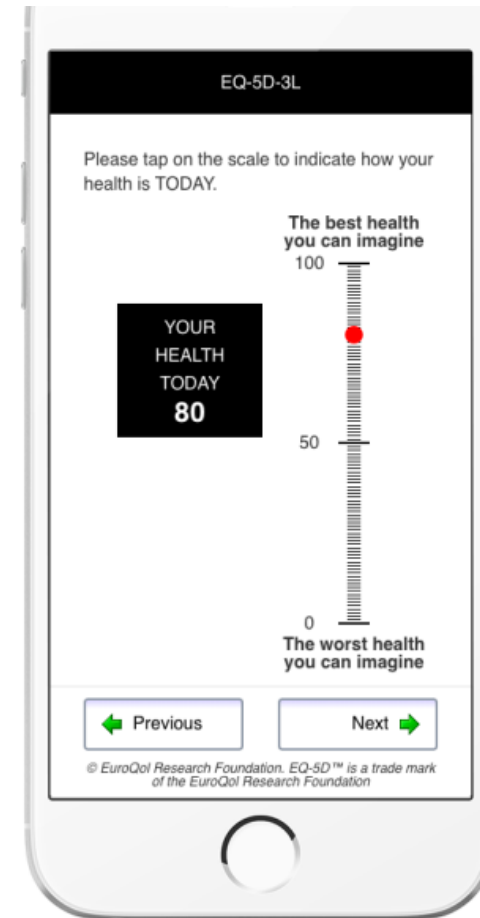 EQ-5D-3L
Please tap on the scale to indicate how your
health is TODAY.
The best health
you can imagine
100
YOUR
HEALTH
TODAY
80
50
0
The worst health
you can imagine
Previous
Next
© EuroQol Research Foundation. EQ-5D™ is a trade mark
of the EuroQol Research Foundation